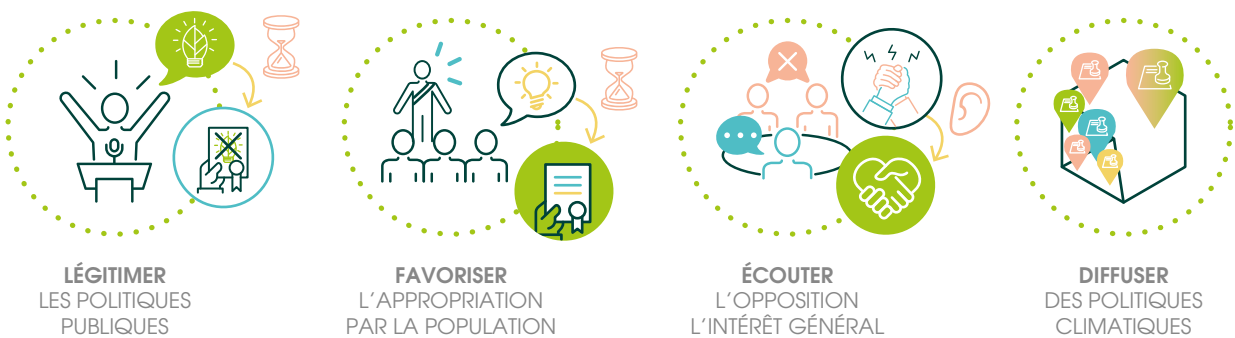 LÉGITIMER
LES POLITIQUES
PUBLIQUES
FAVORISER
L'APPROPRIATION
PAR LA POPULATION
ÉCOUTER
L'OPPOSITION
L'INTÉRÊT GÉNÉRAL
DIFFUSER
DES POLITIQUES
CLIMATIQUES